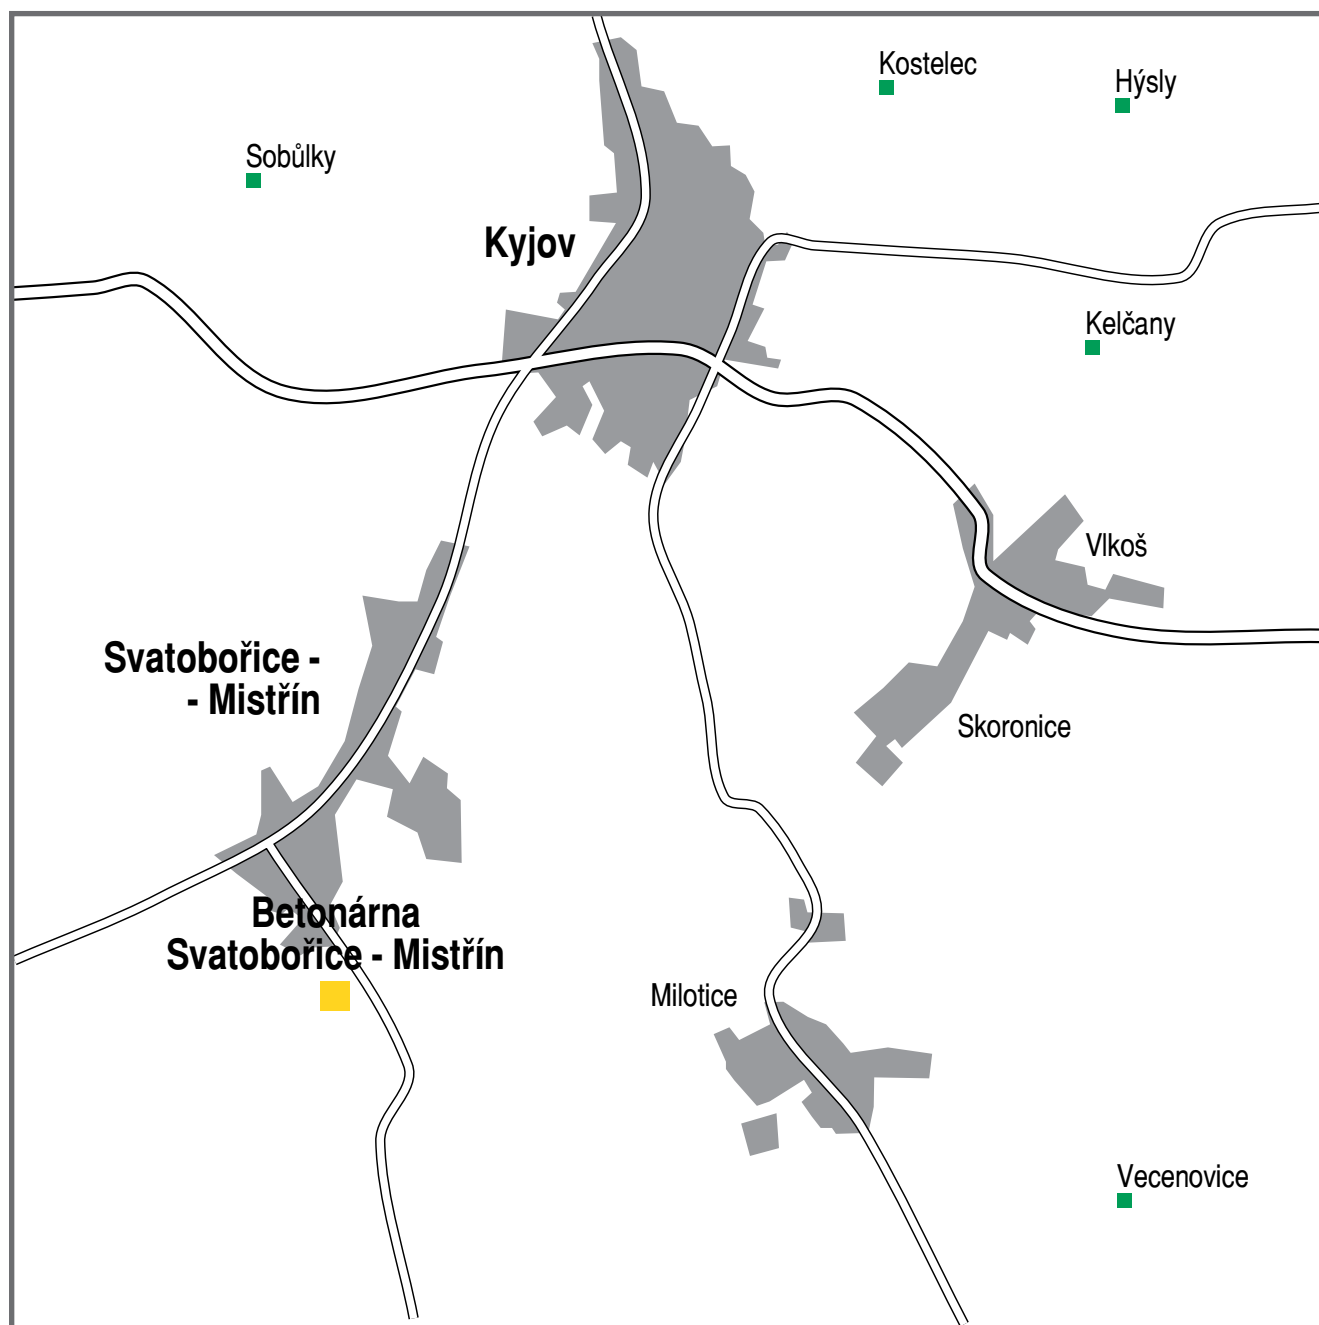 Kostelec
Hýsly
Sobůlky
Kyjov
Kelčany
Vlkoš
Svatobořice -
- Mistřín
Skoronice
Betonárna
Svatobořice - Mistřín
Milotice
Vecenovice